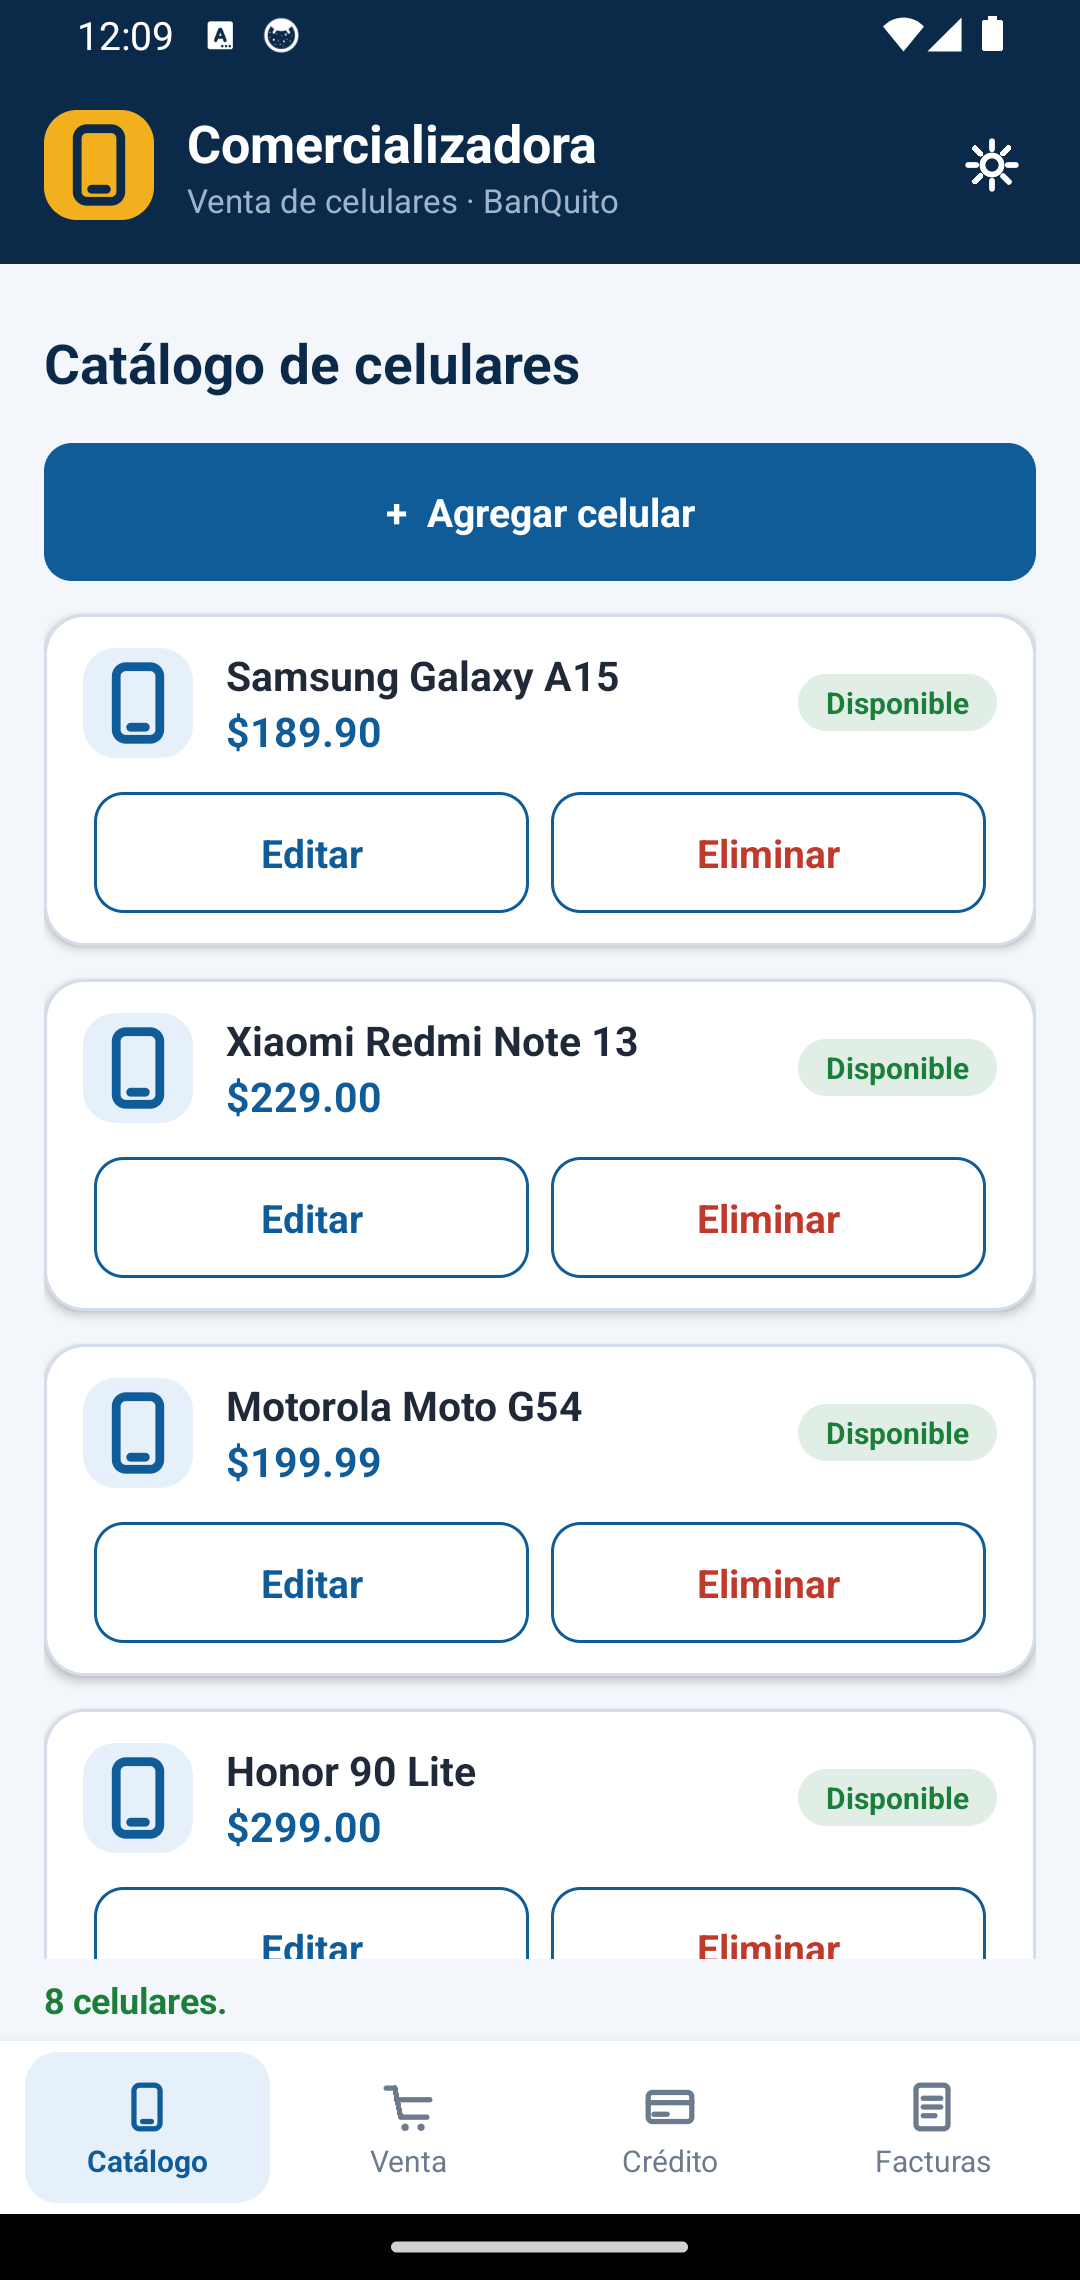 12:09
Comercializadora
Venta de celulares · BanQuito
Catálogo de celulares
+ Agregar celular
Samsung Galaxy A15
$189.90
Disponible
Editar
Eliminar
Xiaomi Redmi Note 13
$229.00
Disponible
Editar
Eliminar
Motorola Moto G54
$199.99
Disponible
Editar
Eliminar
Honor 90 Lite
$299.00
Disponible
Editar
Eliminar
8 celulares.
Catálogo
Venta
Crédito
Facturas